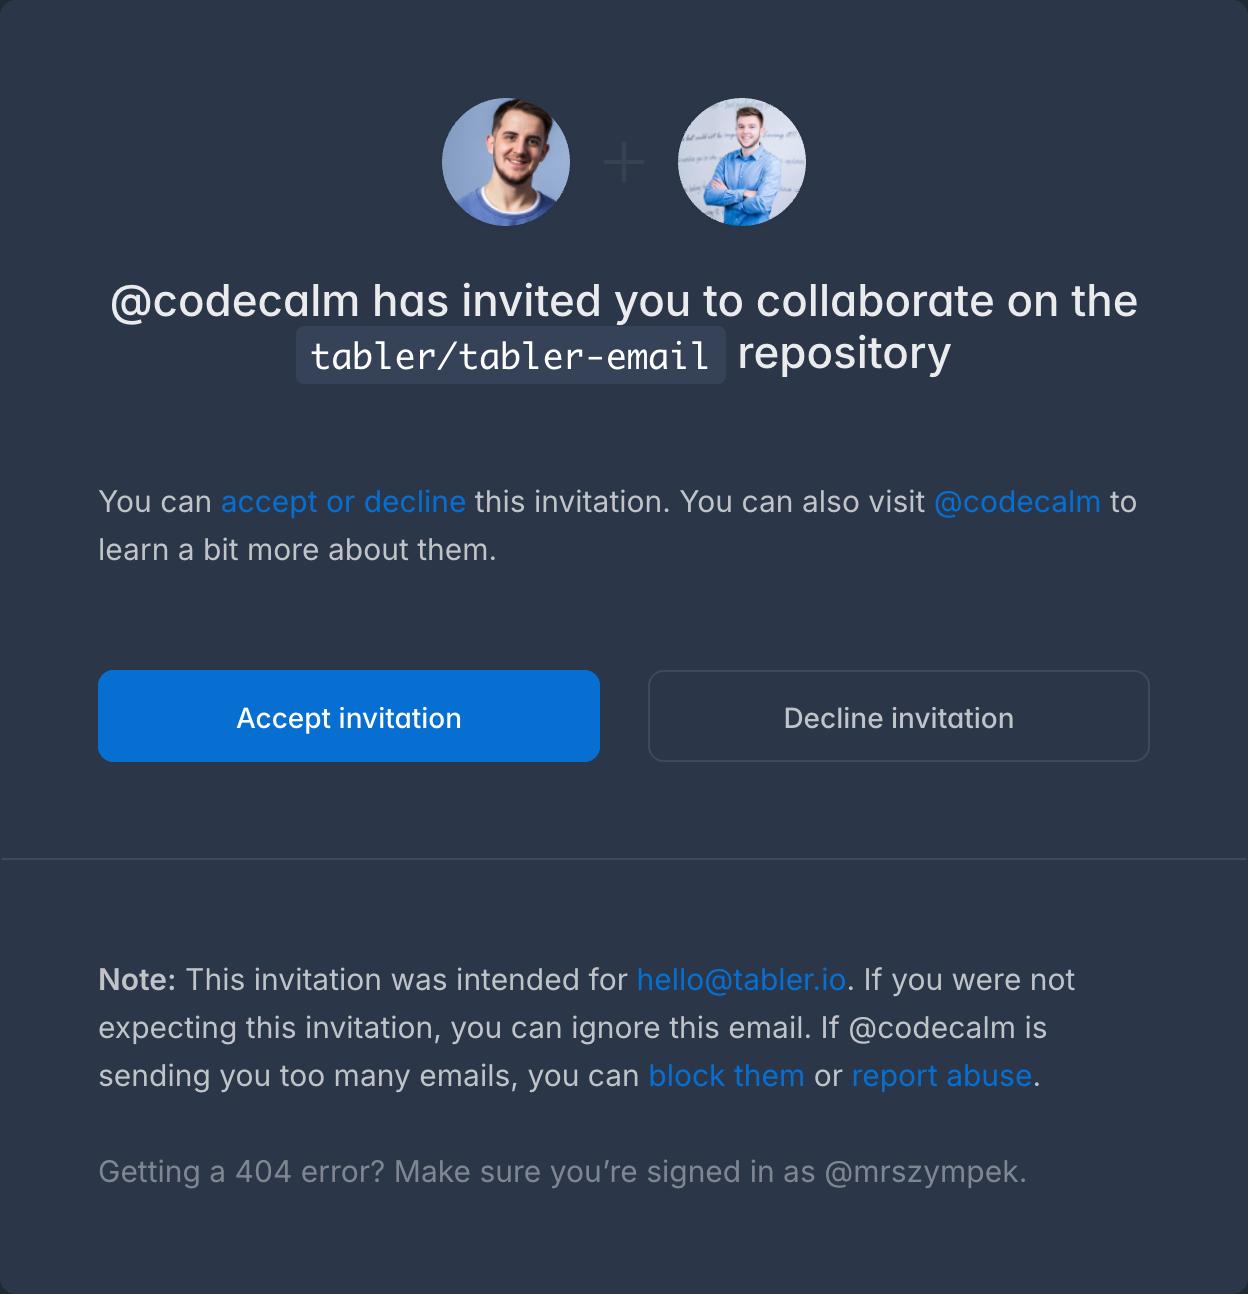 @codecalm has invited you to collaborate on the
tabler/tabler-email repository
You can accept or decline this invitation. You can also visit @codecalm to
learn a bit more about them.
Accept invitation
Decline invitation
Note: This invitation was intended for hello@tabler.io. If you were not
expecting this invitation, you can ignore this email. If @codecalm is
sending you too many emails, you can block them or report abuse.
Getting a 404 error? Make sure you’re signed in as @mrszympek.